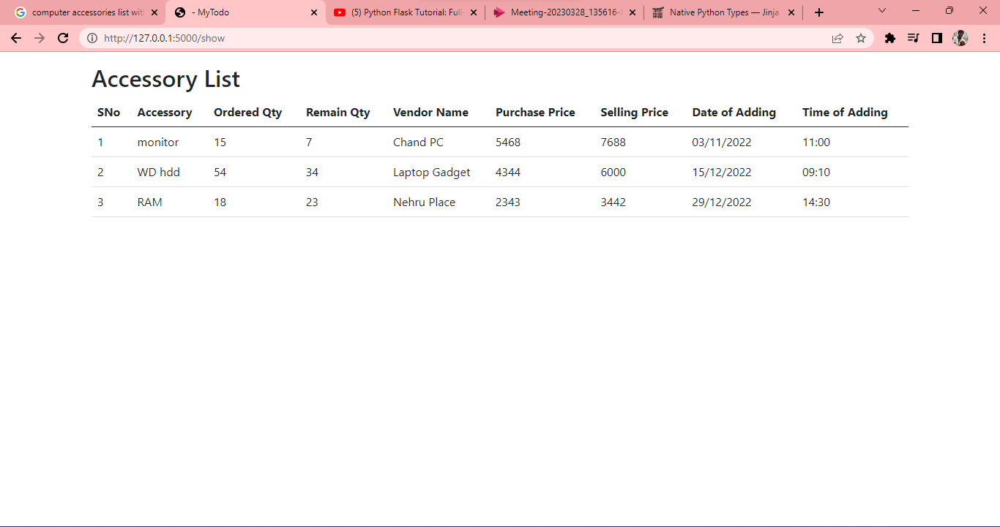 computer accessories list wit
- MyTodo
(5) Python Flask Tutorial: Full
Meeting-20230328_135616-
Native Python Types — Jinja
http://127.0.0.1:5000/show
Accessory List
SNo Accessory Ordered Qty Remain Qty Vendor Name Purchase Price Selling Price Date of Adding Time of Adding
1 monitor 15 7 Chand PC 5468 7688 03/11/2022 11:00
2 WD hdd 54 34 Laptop Gadget 4344 6000 15/12/2022 09:10
3 RAM 18 23 Nehru Place 2343 3442 29/12/2022 14:30